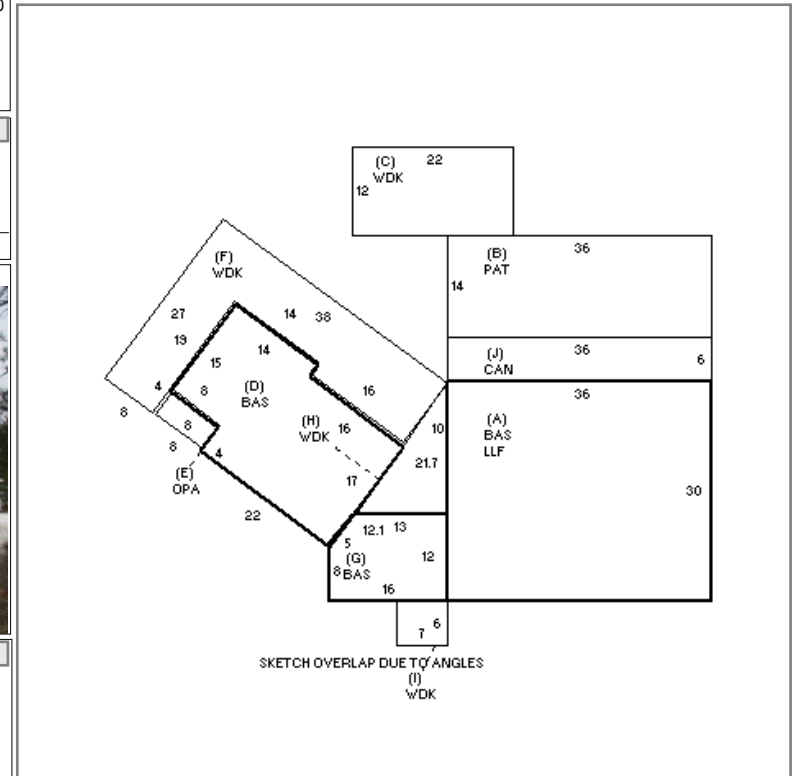 0
(C)
WDK
22
12
(B)
PAT
36
14
(F)
WDK
27
19
14
38
14
15
16
(J)
CAN
36
6
4
8
(D)
BAS
36
8
(H)
WDK
16
10
(A)
BAS
LLF
8
8
4
21.7
(E)
OPA
17
30
22
12.1
13
5
12
(G)
BAS
8
16
6
7
SKETCH OVERLAP DUE TO ANGLES
(I)
WDK